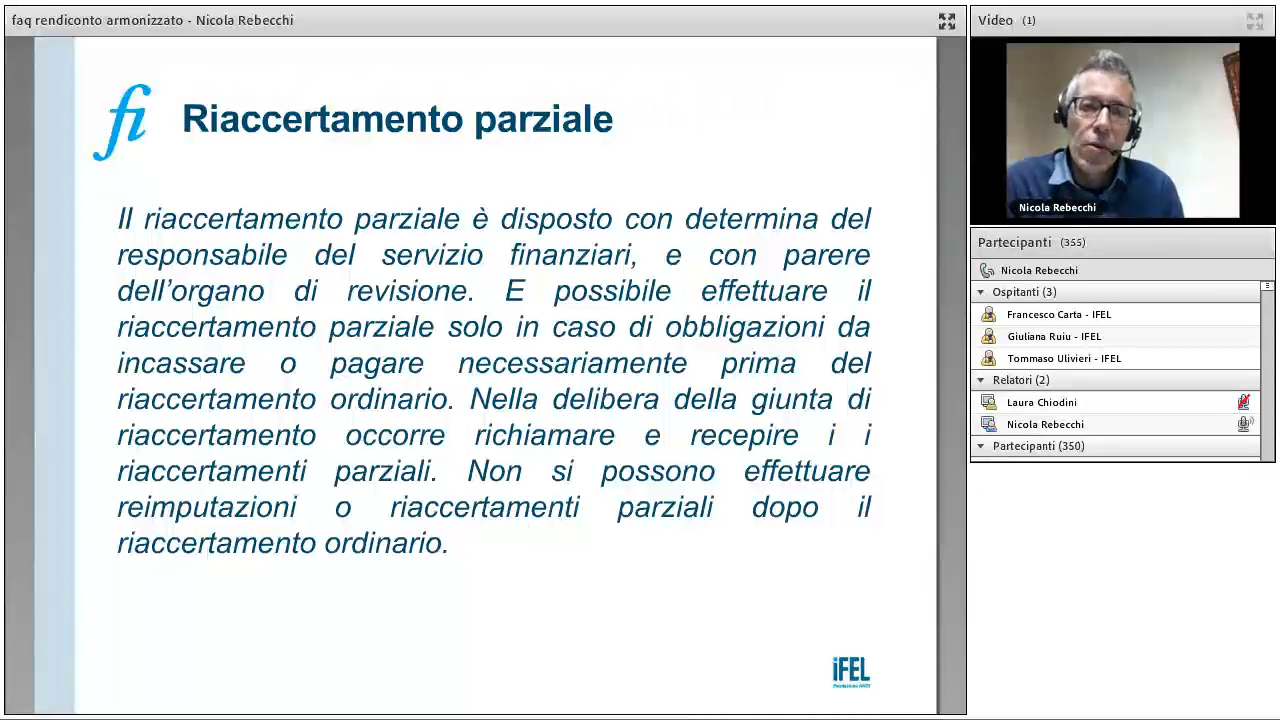 faq rendiconto armonizzato - Nicola Rebecchi
fi
Riaccertamento parziale
Il riaccertamento parziale è disposto con determina del
responsabile del servizio finanziari, e con parere
dell'organo di revisione. E possibile effettuare il
riaccertamento parziale solo in caso di obbligazioni da
incassare o pagare necessariamente prima del
riaccertamento ordinario. Nella delibera della giunta di
riaccertamento occorre richiamare e recepire i i
riaccertamenti parziali. Non si possono effettuare
reimputazioni o riaccertamenti parziali dopo il
riaccertamento ordinario.
iFEL
Fondazione ANCI
Video (1)
Nicola Rebecchi
Partecipanti (355)
Nicola Rebecchi
Ospitanti (3)
Francesco Carta - IFEL
Giuliana Ruiu - IFEL
Tommaso Ulivieri - IFEL
Relatori (2)
Laura Chiodini
Nicola Rebecchi
Partecipanti (350)